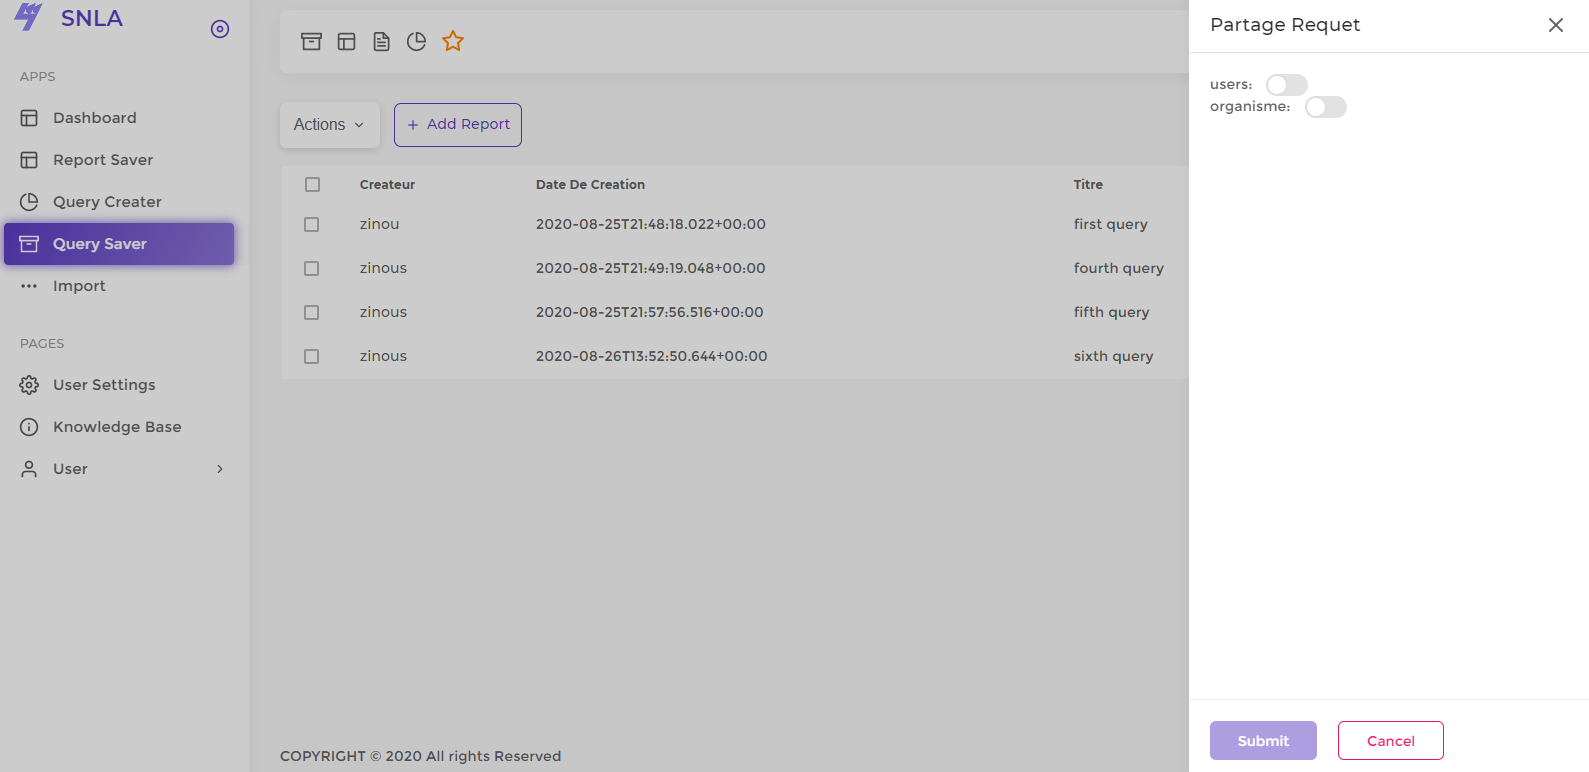 SNLA
APPS
Dashboard
Report Saver
Query Creater
Query Saver
Import
PAGES
User Settings
Knowledge Base
User
Actions
+ Add Report
Createur Date De Creation Titre
zinou 2020-08-25T21:48:18.022+00:00 first query
zinous 2020-08-25T21:49:19.048+00:00 fourth query
zinous 2020-08-25T21:57:56.516+00:00 fifth query
zinous 2020-08-26T13:52:50.644+00:00 sixth query
COPYRIGHT © 2020 All rights Reserved
Partage Requet
users:
organisme:
Submit Cancel